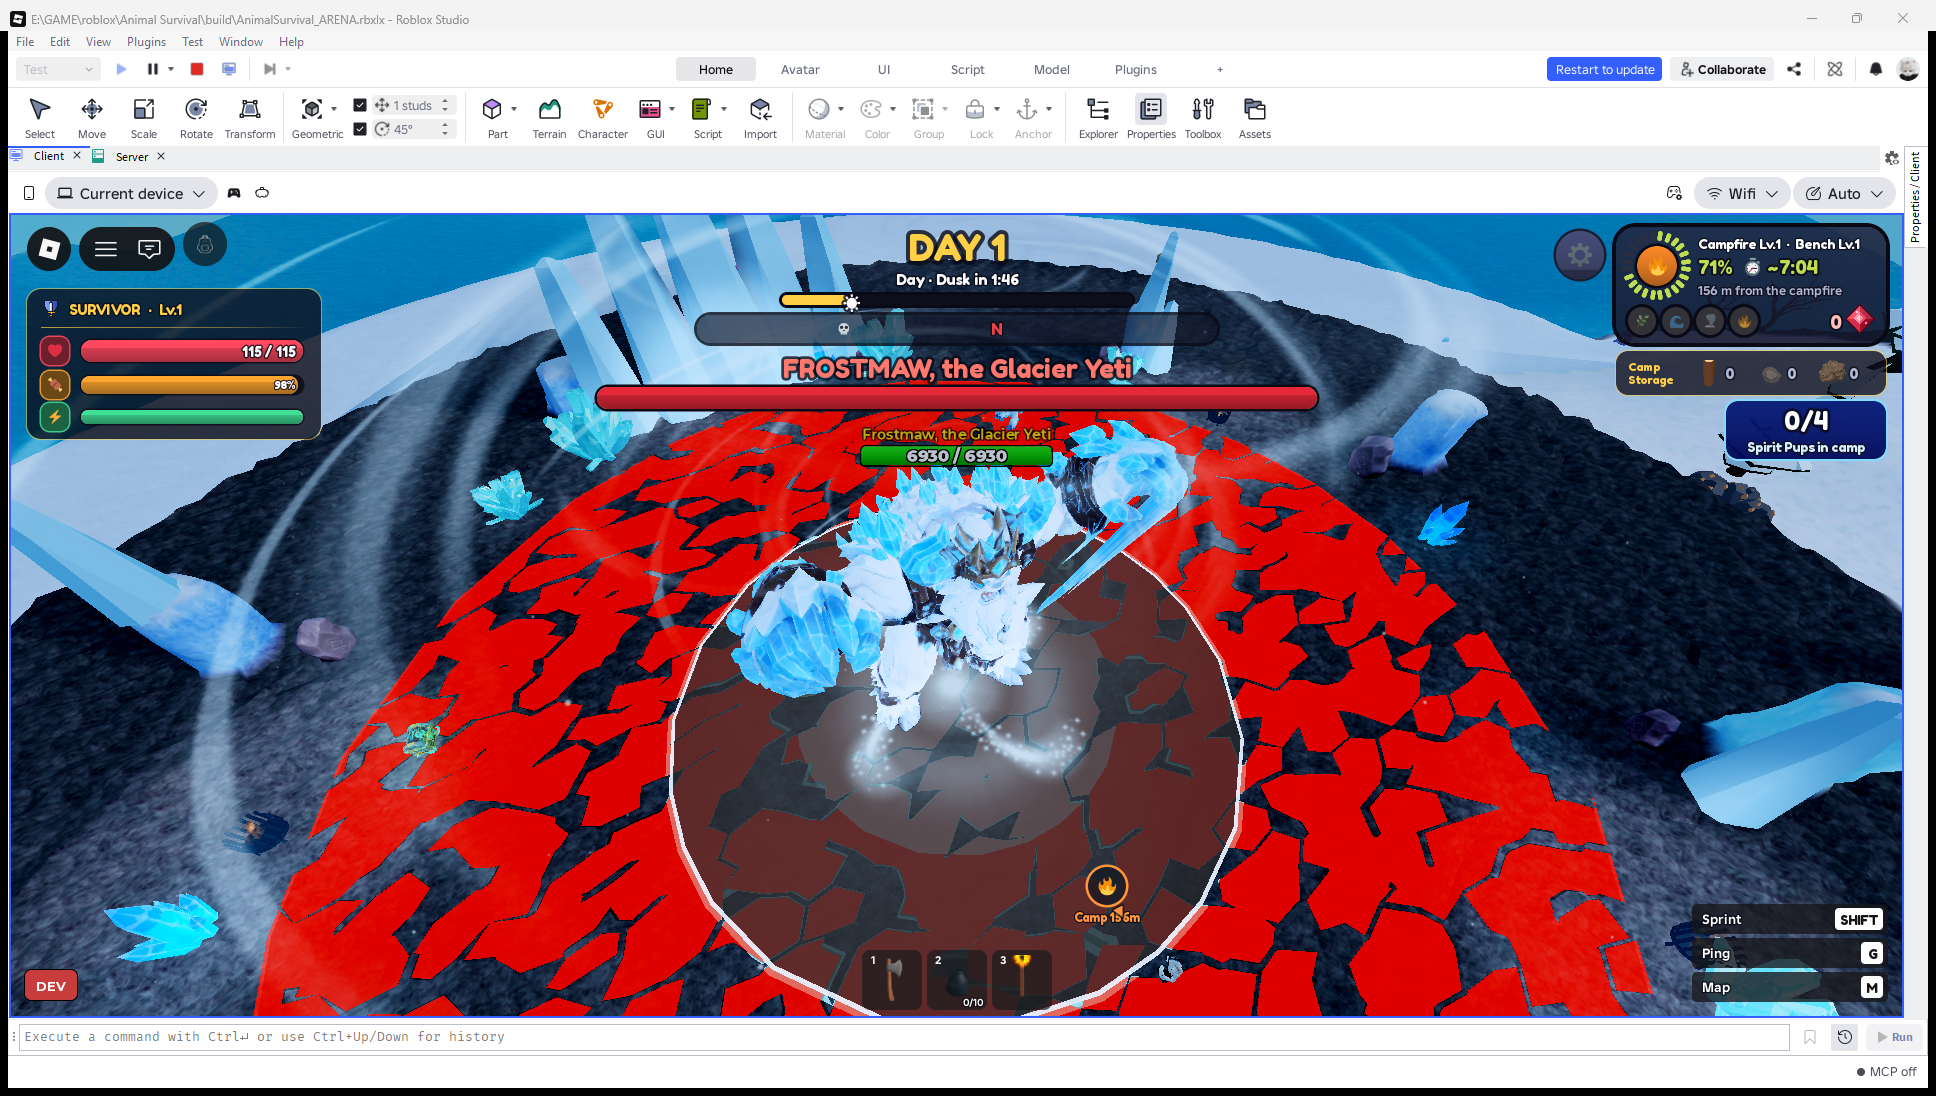 E:\GAME\roblox\Animal Survival\build\AnimalSurvival_ARENA.rbxlx - Roblox Studio
File Edit View Plugins Test Window Help
Test
Home Avatar UI Script Model Plugins +
Restart to update
Collaborate
1 studs
45°
Select Move Scale Rotate Transform Geometric Part Terrain Character GUI Script Import Material Color Group Lock Anchor Explorer Properties Toolbox Assets
Client
Server
Properties / Client
Current device
Wifi
Auto
DAY 1
Day · Dusk in 1:46
N
FROSTMAW, the Glacier Yeti
SURVIVOR · Lv.1
115 / 115
98%
Campfire Lv.1 · Bench Lv.1
71% ~7:04
156 m from the campfire
0
Camp Storage
0 0 0
0/4
Spirit Pups in camp
Frostmaw, the Glacier Yeti
6930 / 6930
Camp 156m
1
2
0/10
3
Sprint SHIFT
Ping G
Map M
DEV
Execute a command with Ctrl↵ or use Ctrl+Up/Down for history
Run
MCP off